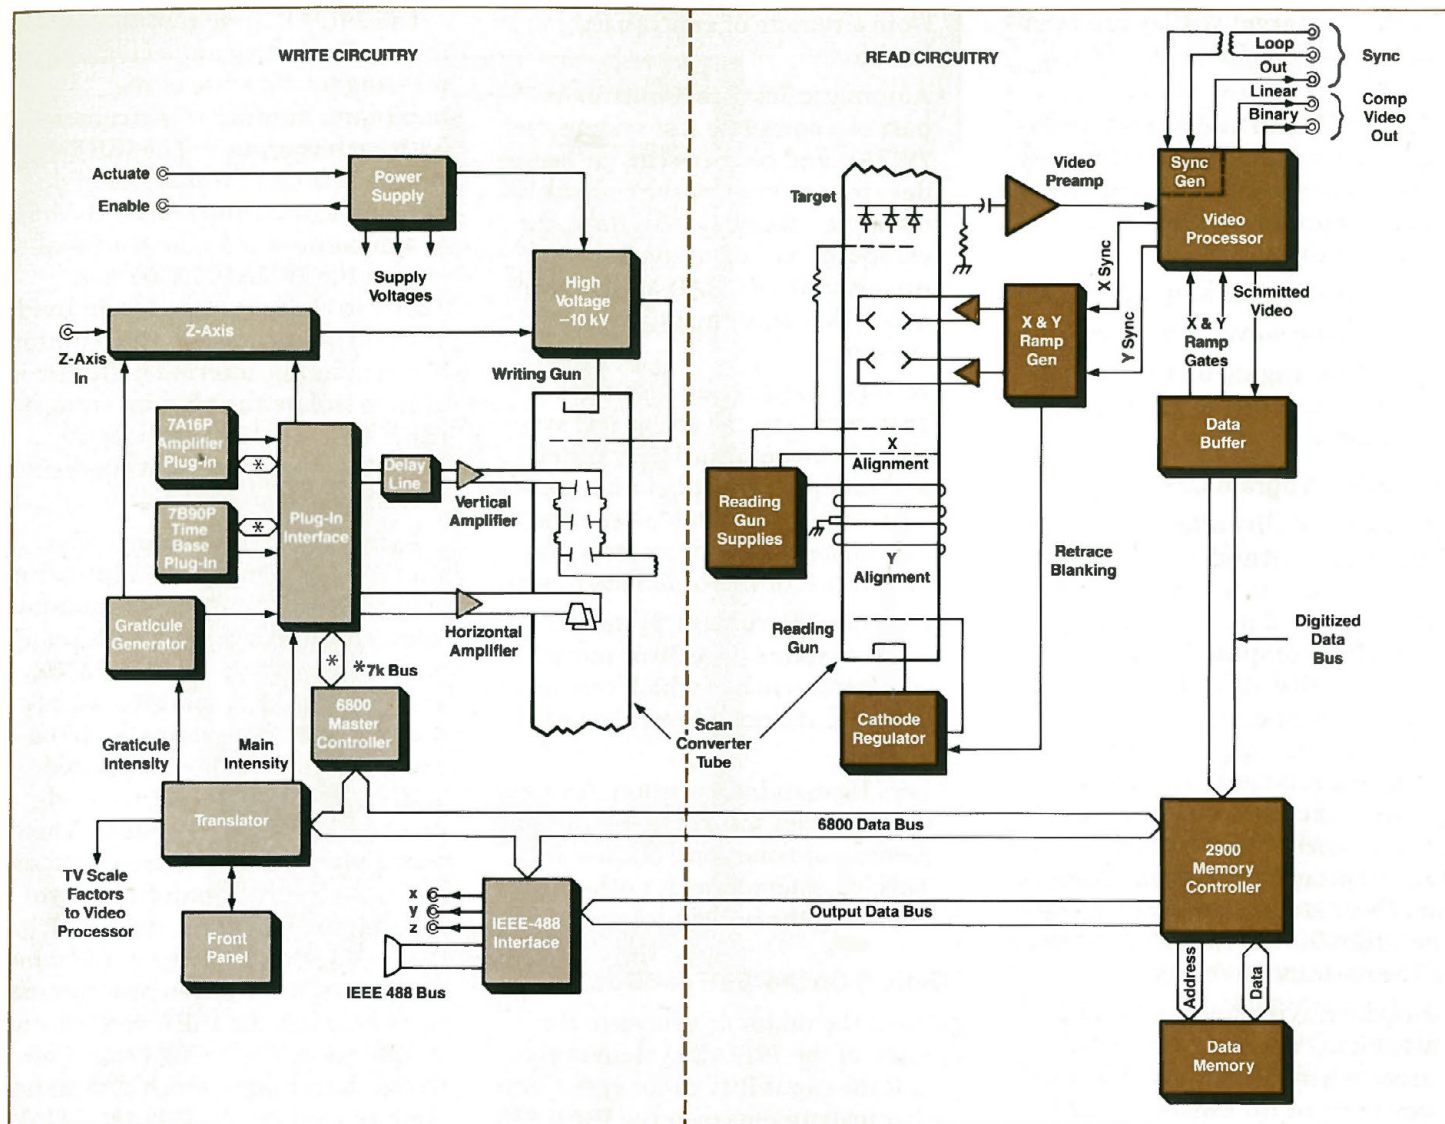 WRITE CIRCUITRY
Actuate
Enable
Power
Supply
Supply
Voltages
High
Voltage
–10 kV
Z-Axis
Z-Axis
In
Writing Gun
7A16P
Amplifier
Plug-In
*
7B90P
Time
Base
Plug-In
*
Plug-In
Interface
Delay
Line
Vertical
Amplifier
Horizontal
Amplifier
Graticule
Generator
*
*7k Bus
6800
Master
Controller
Graticule
Intensity
Main
Intensity
Translator
TV Scale
Factors
to Video
Processor
Front
Panel
x
y
z
IEEE-488
Interface
IEEE 488 Bus
Scan
Converter
Tube
6800 Data Bus
Output Data Bus
READ CIRCUITRY
Loop
Out
Sync
Linear
Binary
Comp
Video
Out
Target
Video
Preamp
Sync
Gen
Video
Processor
X Sync
Y Sync
X & Y
Ramp
Gen
X & Y
Ramp
Gates
Schmitted
Video
Data
Buffer
X
Alignment
Reading
Gun
Supplies
Y
Alignment
Retrace
Blanking
Reading
Gun
Cathode
Regulator
Digitized
Data
Bus
2900
Memory
Controller
Address
Data
Data
Memory